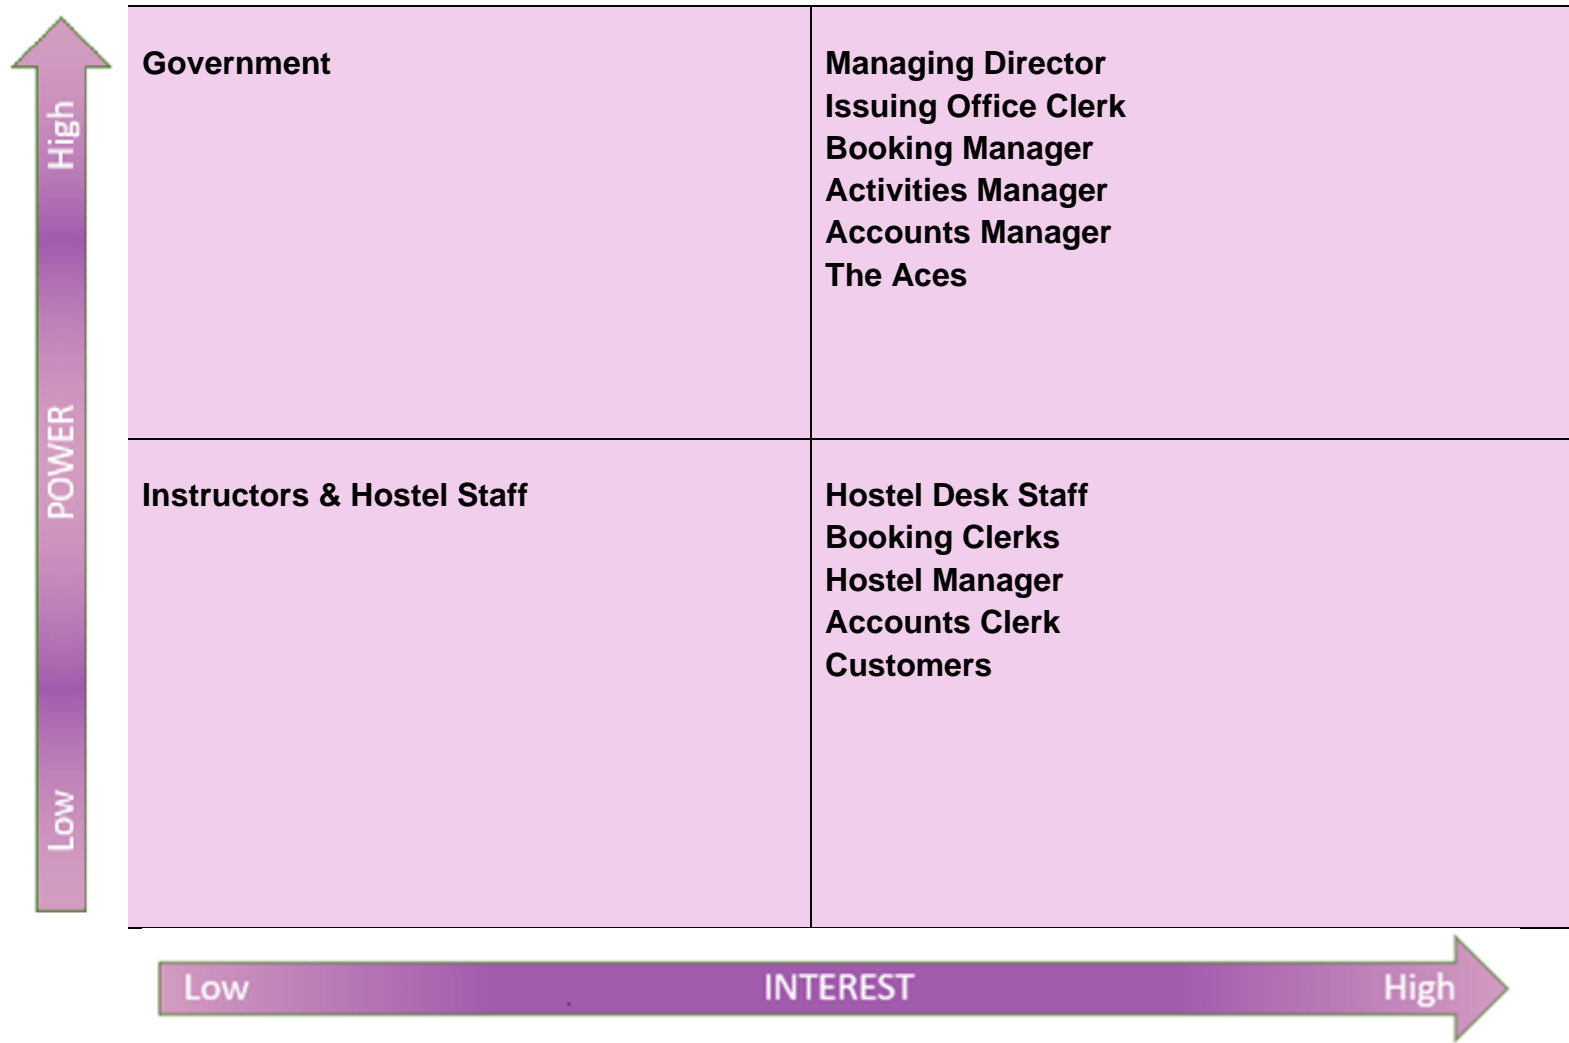 High
POWER
Low
Government
Managing Director
Issuing Office Clerk
Booking Manager
Activities Manager
Accounts Manager
The Aces
Instructors & Hostel Staff
Hostel Desk Staff
Booking Clerks
Hostel Manager
Accounts Clerk
Customers
Low
INTEREST
High